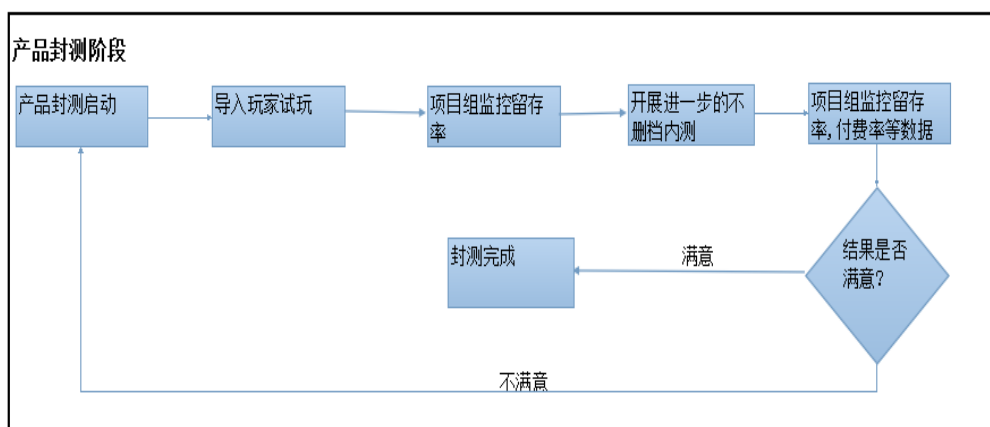 产品封测阶段
产品封测启动
导入玩家试玩
项目组监控留存
率
开展进一步的不
删档内测
项目组监控留存
率,付费率等数据
结果是否
满意?
满意
封测完成
不满意